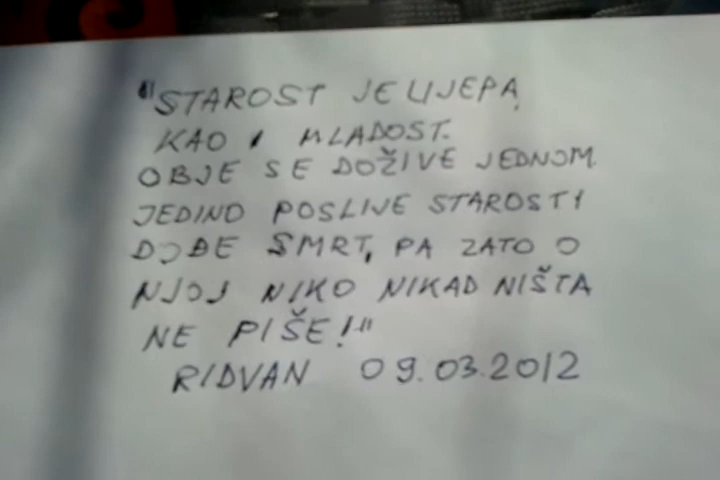 "STAROST JE LIJEPA
KAO I MLADOST.
OBJE SE DOŽIVE JEDNOM
JEDINO POSLIJE STAROSTI
DOĐE SMRT, PA ZATO O
NJOJ NIKO NIKAD NIŠTA
NE PIŠE!"
RIDVAN 09.03.2012